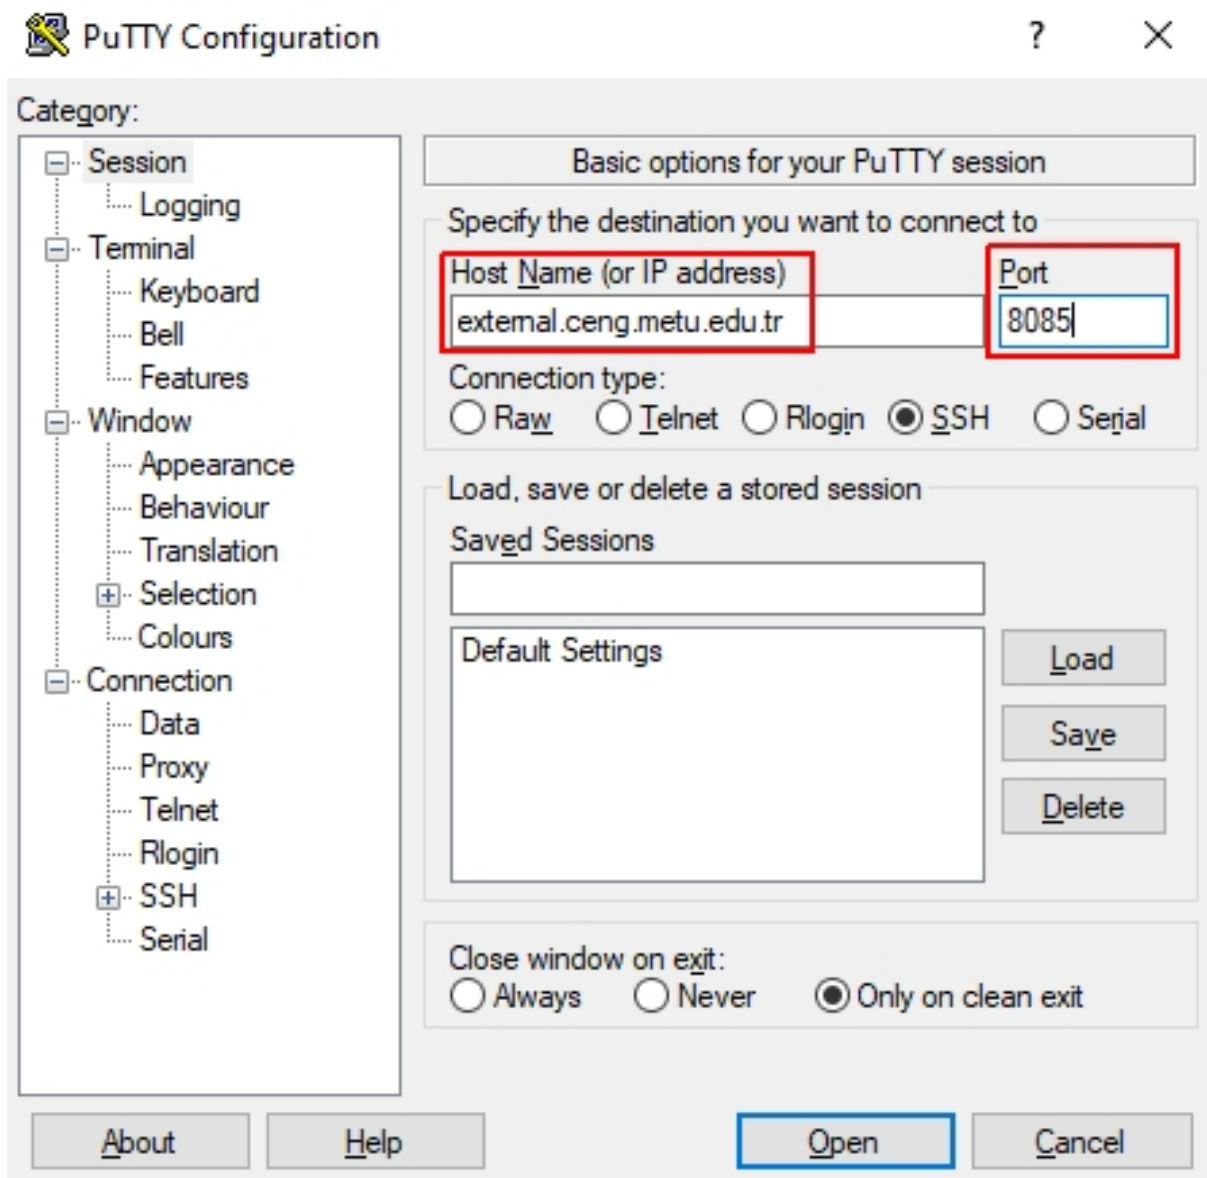 PuTTY Configuration ? X
Category:
Session
Logging
Terminal
Keyboard
Bell
Features
Window
Appearance
Behaviour
Translation
Selection
Colours
Connection
Data
Proxy
Telnet
Rlogin
SSH
Serial
Basic options for your PuTTY session
Specify the destination you want to connect to
Host Name (or IP address) Port
external.ceng.metu.edu.tr 8085
Connection type:
Raw Telnet Rlogin SSH Serial
Load, save or delete a stored session
Saved Sessions
Default Settings
Load
Save
Delete
Close window on exit:
Always Never Only on clean exit
About Help Open Cancel